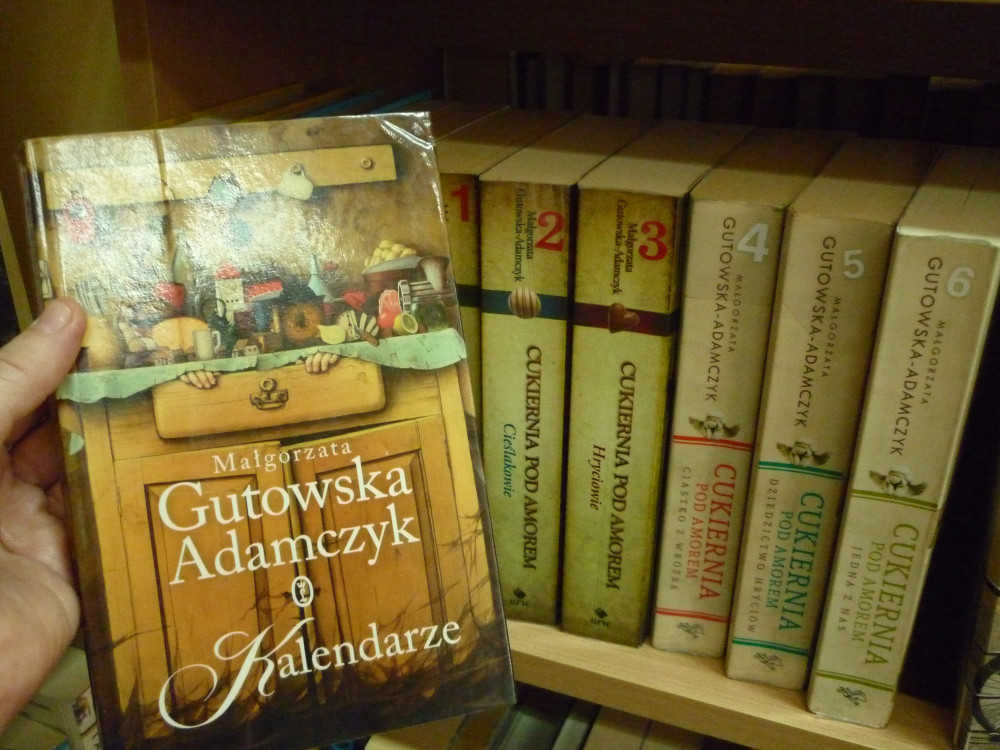 Małgorzata
Gutowska
Adamczyk
Kalendarze
1
2
Małgorzata
Gutowska-Adamczyk
CUKIERNIA POD AMOREM
Cieślakowie
3
Małgorzata
Gutowska-Adamczyk
CUKIERNIA POD AMOREM
Hryciowie
4
MAŁGORZATA
GUTOWSKA-ADAMCZYK
CUKIERNIA
POD AMOREM
CIASTKO Z WRÓŻBĄ
5
MAŁGORZATA
GUTOWSKA-ADAMCZYK
CUKIERNIA
POD AMOREM
DZIEDZICTWO HRYCIÓW
6
MAŁGORZATA
GUTOWSKA-ADAMCZYK
CUKIERNIA
POD AMOREM
JEDNA Z NAS